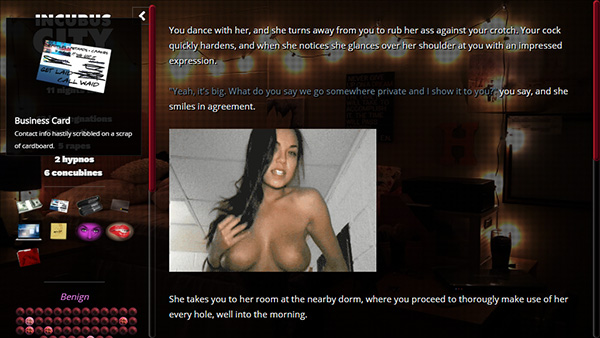 INCUBUS
CITY
GET LAID
CALL WAID
11 nights
Business Card
Contact info hastily scribbled on a scrap
of cardboard.
5 rapes
2 hypnos
6 concubines
Benign
You dance with her, and she turns away from you to rub her ass against your crotch. Your cock
quickly hardens, and when she notices she glances over her shoulder at you with an impressed
expression.
"Yeah, it's big. What do you say we go somewhere private and I show it to you?" you say, and she
smiles in agreement.
She takes you to her room at the nearby dorm, where you proceed to thorougly make use of her
every hole, well into the morning.